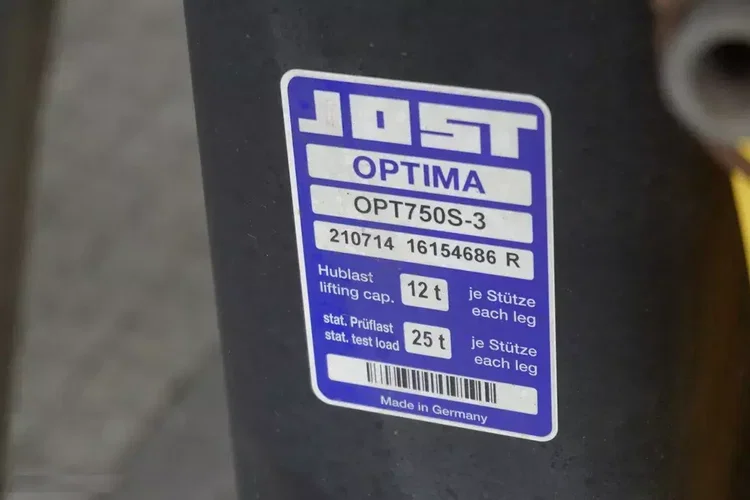 JOST
OPTIMA
OPT750S-3
210714 16154686 R
Hublast
lifting cap. 12 t je Stütze
each leg
stat. Prüflast
stat. test load 25 t je Stütze
each leg
Made in Germany